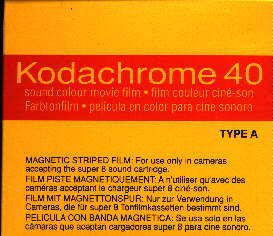 Kodachrome 40
sound colour movie film • film couleur ciné-son
Farbtonfilm • película en color para cine sonoro
TYPE A
MAGNETIC STRIPED FILM: For use only in cameras
accepting the super 8 sound cartridge.
FILM PISTE MAGNETIQUEMENT: A n'utiliser qu'avec des
caméras acceptant le chargeur super 8 ciné-son.
FILM MIT MAGNETTONSPUR: Nur zur Verwendung in
Cameras, die für super 8 Tonfilmkassetten bestimmt sind.
PELICULA CON BANDA MAGNETICA: Se usa solo en las
cámaras que aceptan cargadores super 8 para cine sonoro.